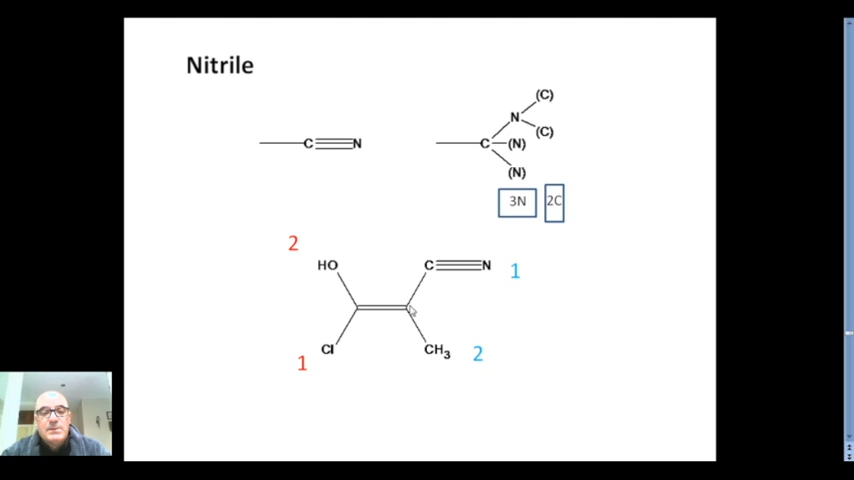 Nitrile
(C)
N
(C)
C N
C (N)
(N)
3N 2C
2
HO C N 1
Cl CH3 2
1